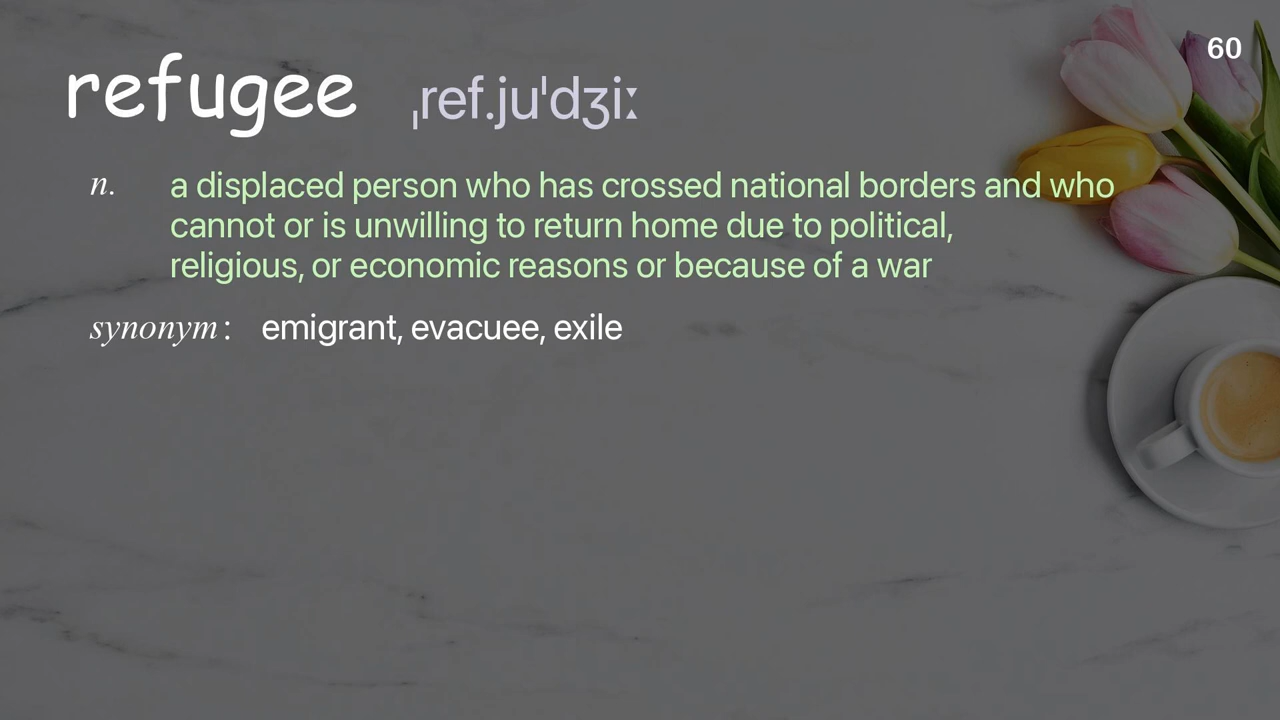 60
refugee ˌref.juˈdʒiː
n. a displaced person who has crossed national borders and who
cannot or is unwilling to return home due to political,
religious, or economic reasons or because of a war
synonym: emigrant, evacuee, exile